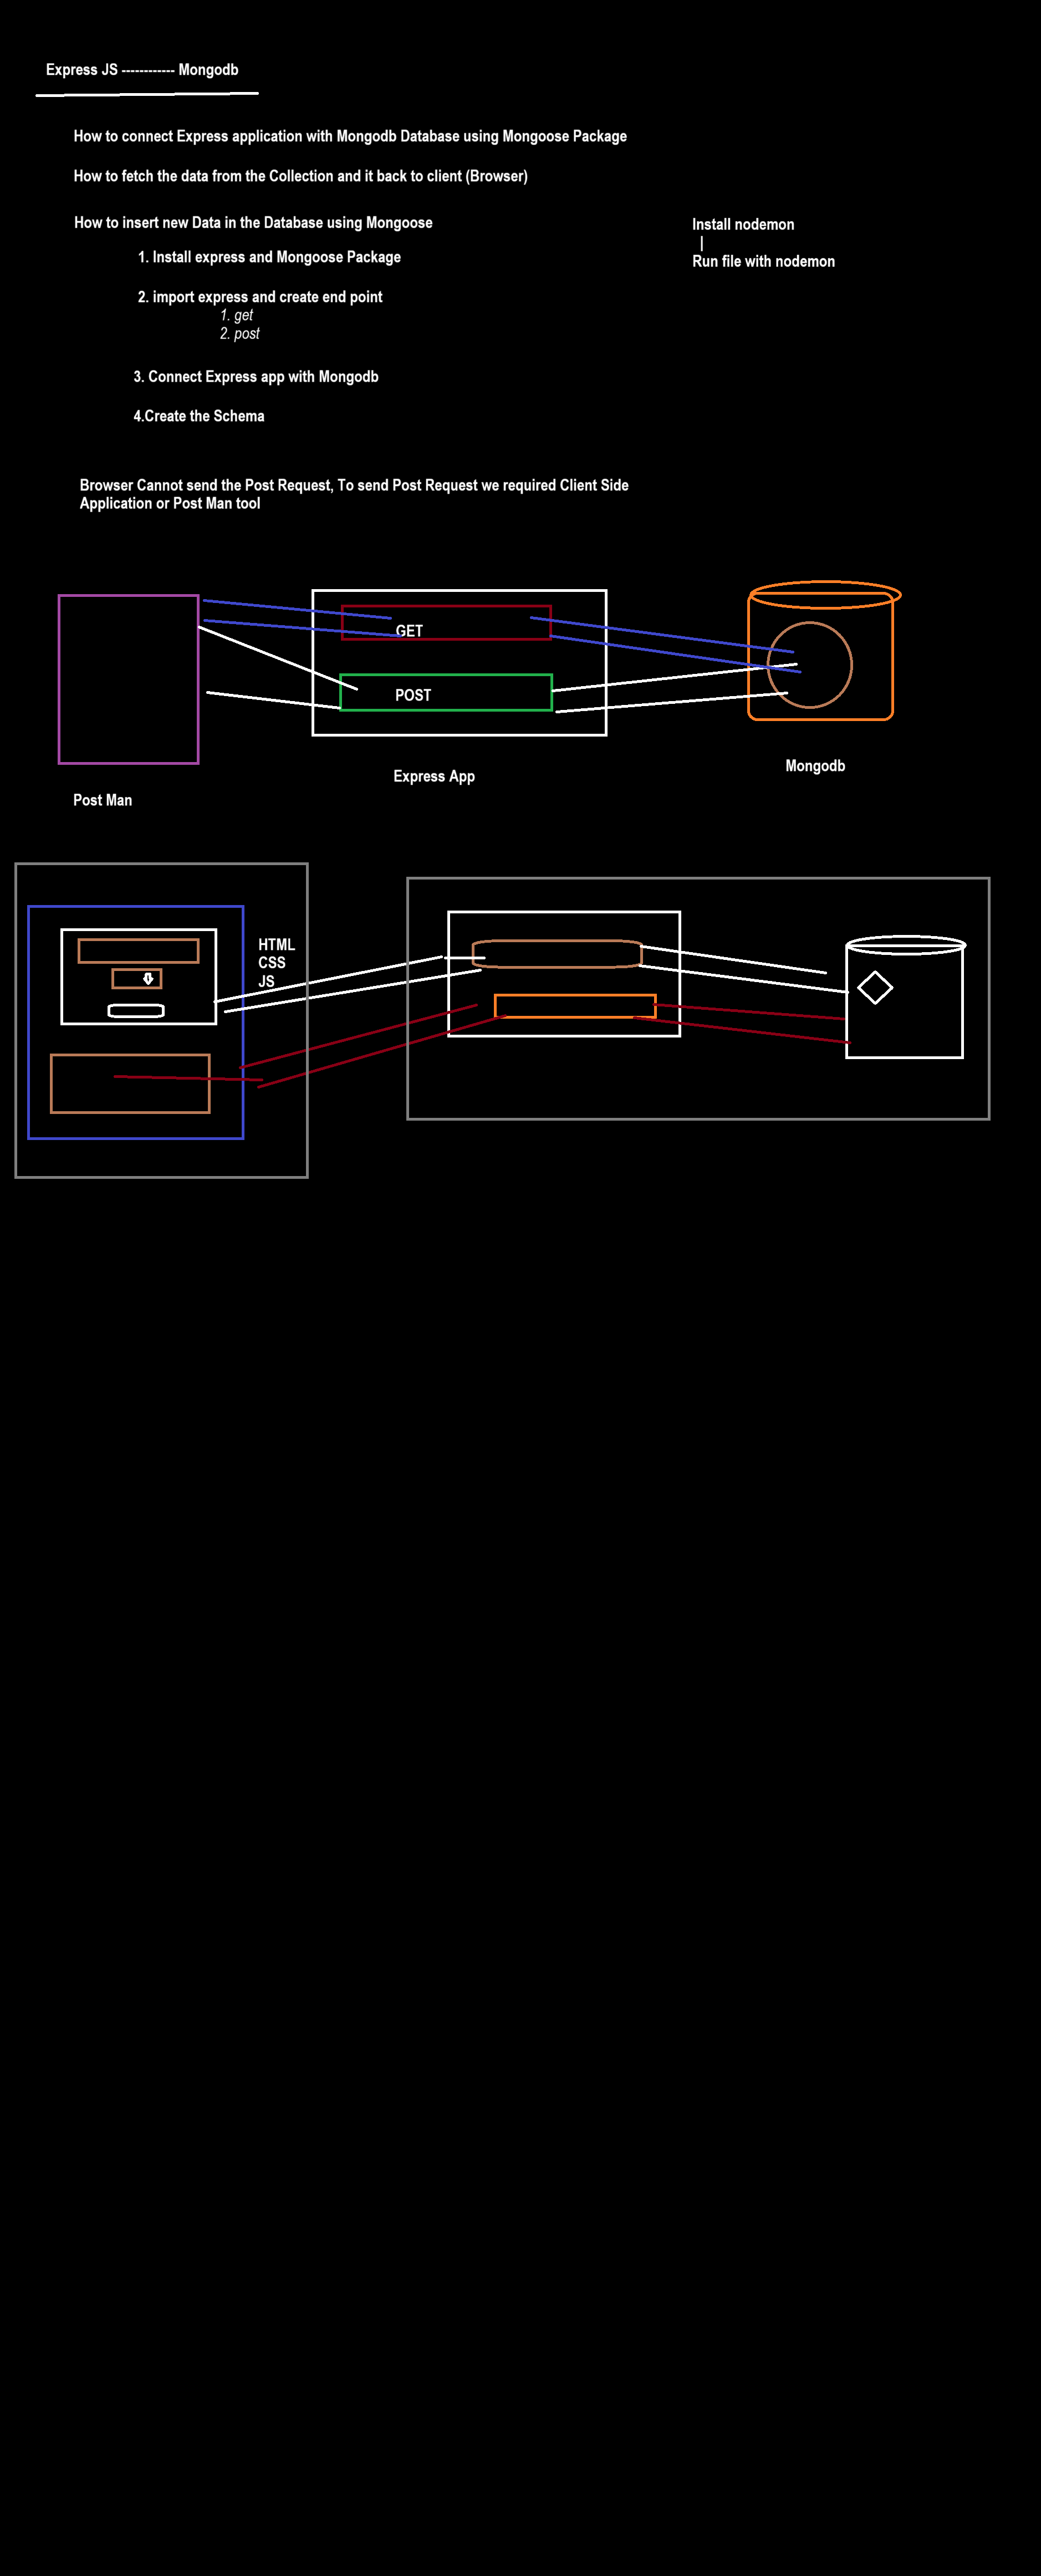 Express JS ------------ Mongodb
How to connect Express application with Mongodb Database using Mongoose Package
How to fetch the data from the Collection and it back to client (Browser)
How to insert new Data in the Database using Mongoose
1. Install express and Mongoose Package
2. import express and create end point
1. get
2. post
3. Connect Express app with Mongodb
4.Create the Schema
Install nodemon
|
Run file with nodemon
Browser Cannot send the Post Request, To send Post Request we required Client Side
Application or Post Man tool
GET
POST
Post Man
Express App
Mongodb
HTML
CSS
JS